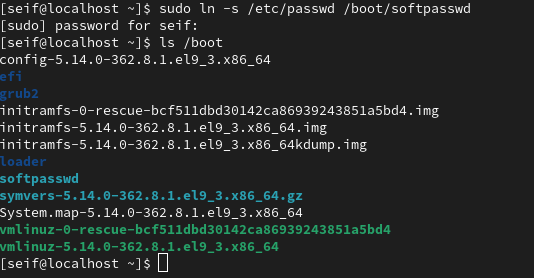 [seif@localhost ~]$ sudo ln -s /etc/passwd /boot/softpasswd
[sudo] password for seif:
[seif@localhost ~]$ ls /boot
config-5.14.0-362.8.1.el9_3.x86_64
efi
grub2
initramfs-0-rescue-bcf511dbd30142ca86939243851a5bd4.img
initramfs-5.14.0-362.8.1.el9_3.x86_64.img
initramfs-5.14.0-362.8.1.el9_3.x86_64kdump.img
loader
softpasswd
symvers-5.14.0-362.8.1.el9_3.x86_64.gz
System.map-5.14.0-362.8.1.el9_3.x86_64
vmlinuz-0-rescue-bcf511dbd30142ca86939243851a5bd4
vmlinuz-5.14.0-362.8.1.el9_3.x86_64
[seif@localhost ~]$